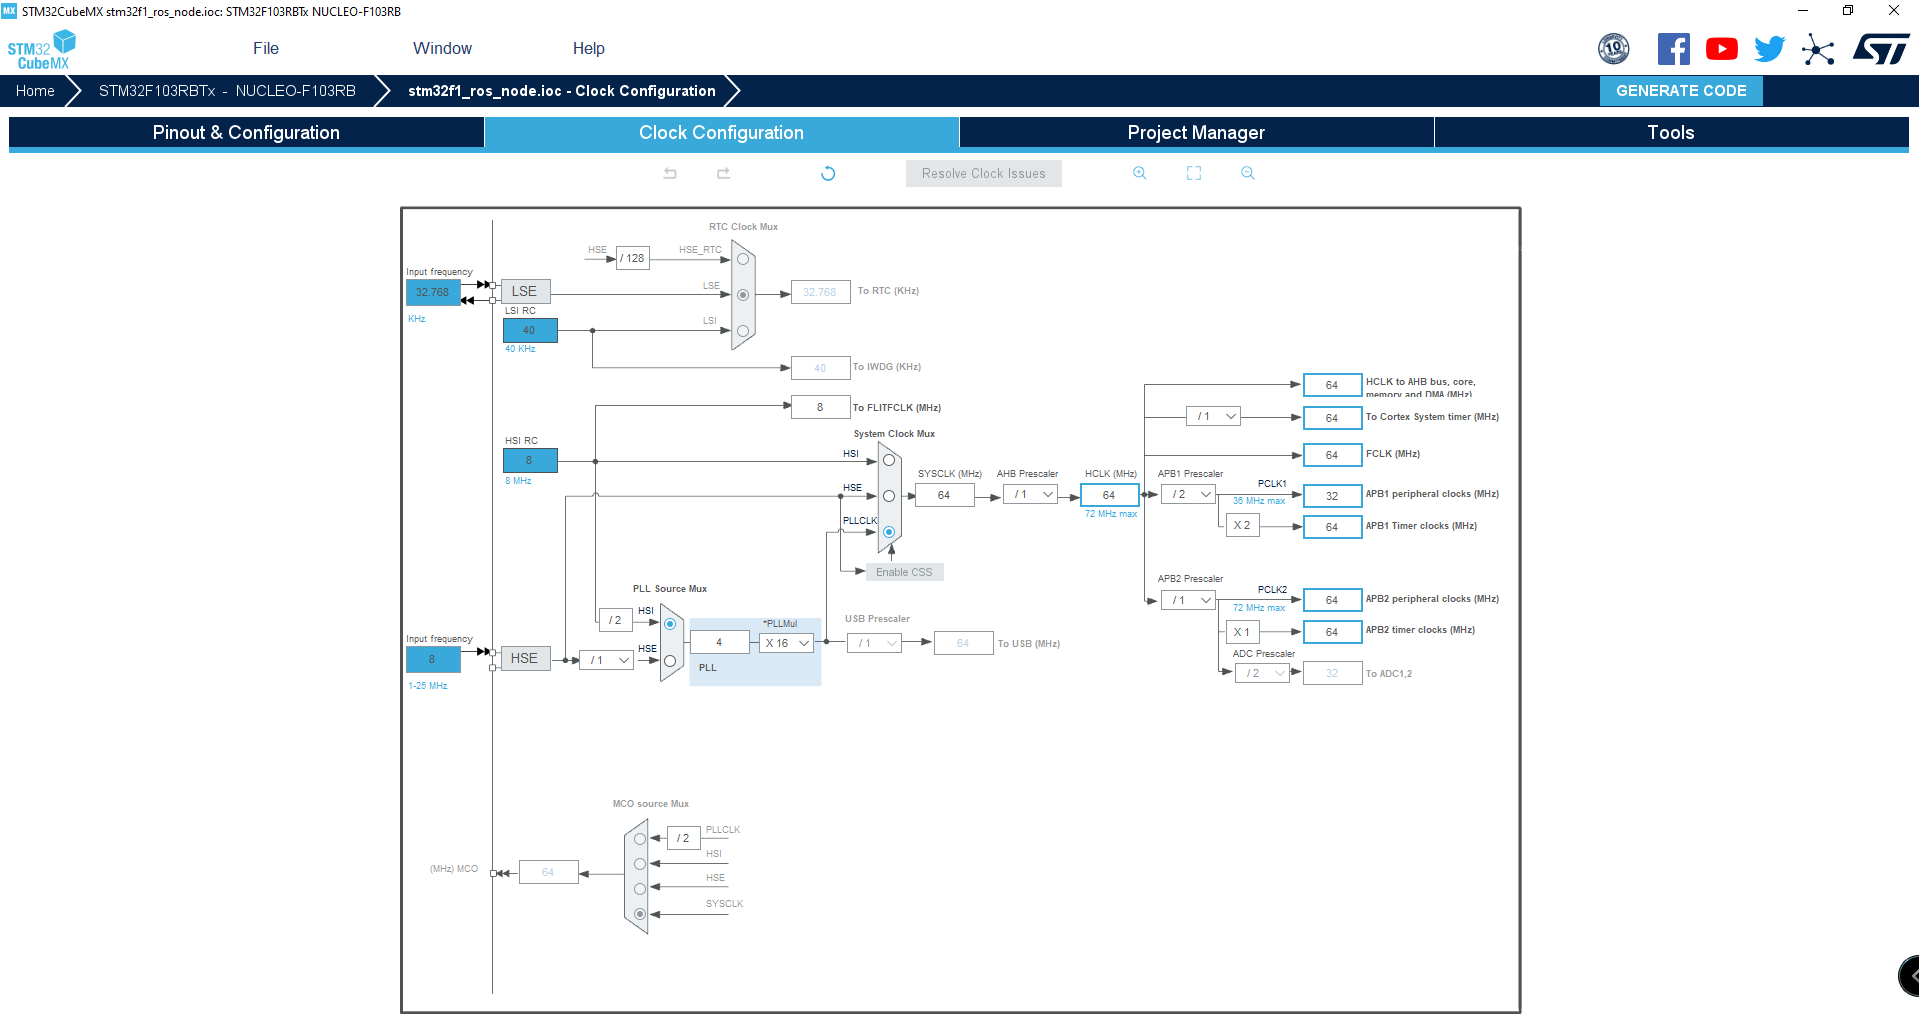 MX STM32CubeMX stm32f1_ros_node.ioc: STM32F103RBTx NUCLEO-F103RB
STM32 CubeMX
File Window Help
10
Home STM32F103RBTx - NUCLEO-F103RB stm32f1_ros_node.ioc - Clock Configuration GENERATE CODE
Pinout & Configuration Clock Configuration Project Manager Tools
Resolve Clock Issues
RTC Clock Mux
HSE / 128 HSE_RTC
Input frequency
32.768 LSE LSE 32.768 To RTC (KHz)
KHz
LSI RC
40 LSI
40 KHz
40 To IWDG (KHz)
8 To FLITFCLK (MHz)
System Clock Mux
HSI RC
8 HSI
8 MHz
HSE
PLLCLK
Enable CSS
SYSCLK (MHz) AHB Prescaler HCLK (MHz) APB1 Prescaler
64 / 1 64 / 2
72 MHz max
64 HCLK to AHB bus, core,
memory and DMA (MHz)
/ 1 64 To Cortex System timer (MHz)
64 FCLK (MHz)
PCLK1
36 MHz max
32 APB1 peripheral clocks (MHz)
X 2 64 APB1 Timer clocks (MHz)
APB2 Prescaler
/ 1
PCLK2
72 MHz max
64 APB2 peripheral clocks (MHz)
X 1 64 APB2 timer clocks (MHz)
ADC Prescaler
/ 2 32 To ADC1,2
PLL Source Mux
/ 2 HSI
Input frequency
8 HSE / 1 HSE
1-25 MHz
*PLLMul
4 X 16
PLL
USB Prescaler
/ 1 64 To USB (MHz)
MCO source Mux
/ 2 PLLCLK
HSI
(MHz) MCO 64
HSE
SYSCLK